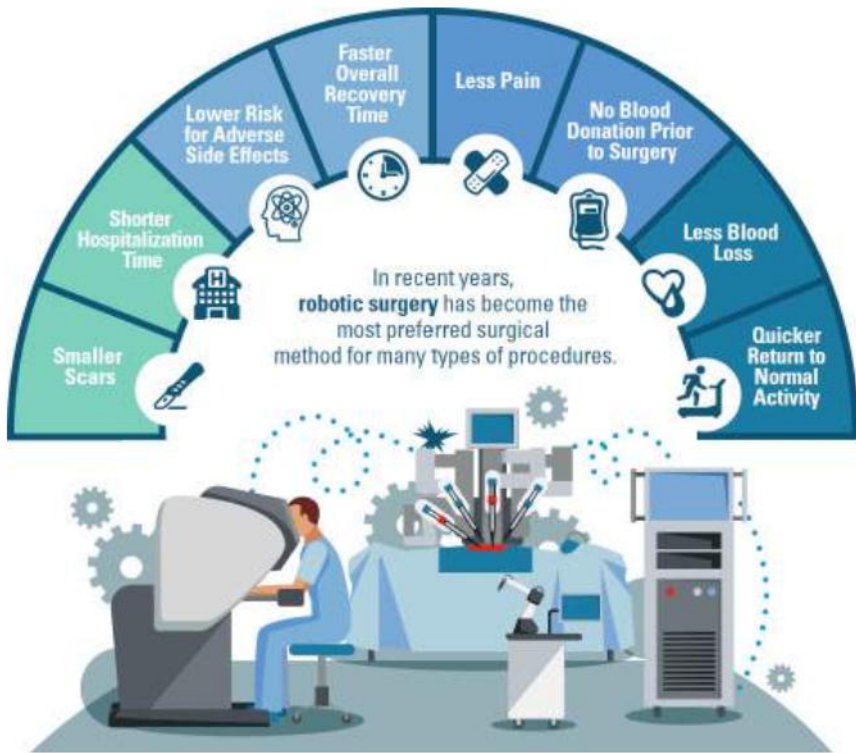 Smaller
Scars
Shorter
Hospitalization
Time
Lower Risk
for Adverse
Side Effects
Faster
Overall
Recovery
Time
Less Pain
No Blood
Donation Prior
to Surgery
Less Blood
Loss
Quicker
Return to
Normal
Activity
H
In recent years,
robotic surgery has become the
most preferred surgical
method for many types of procedures.